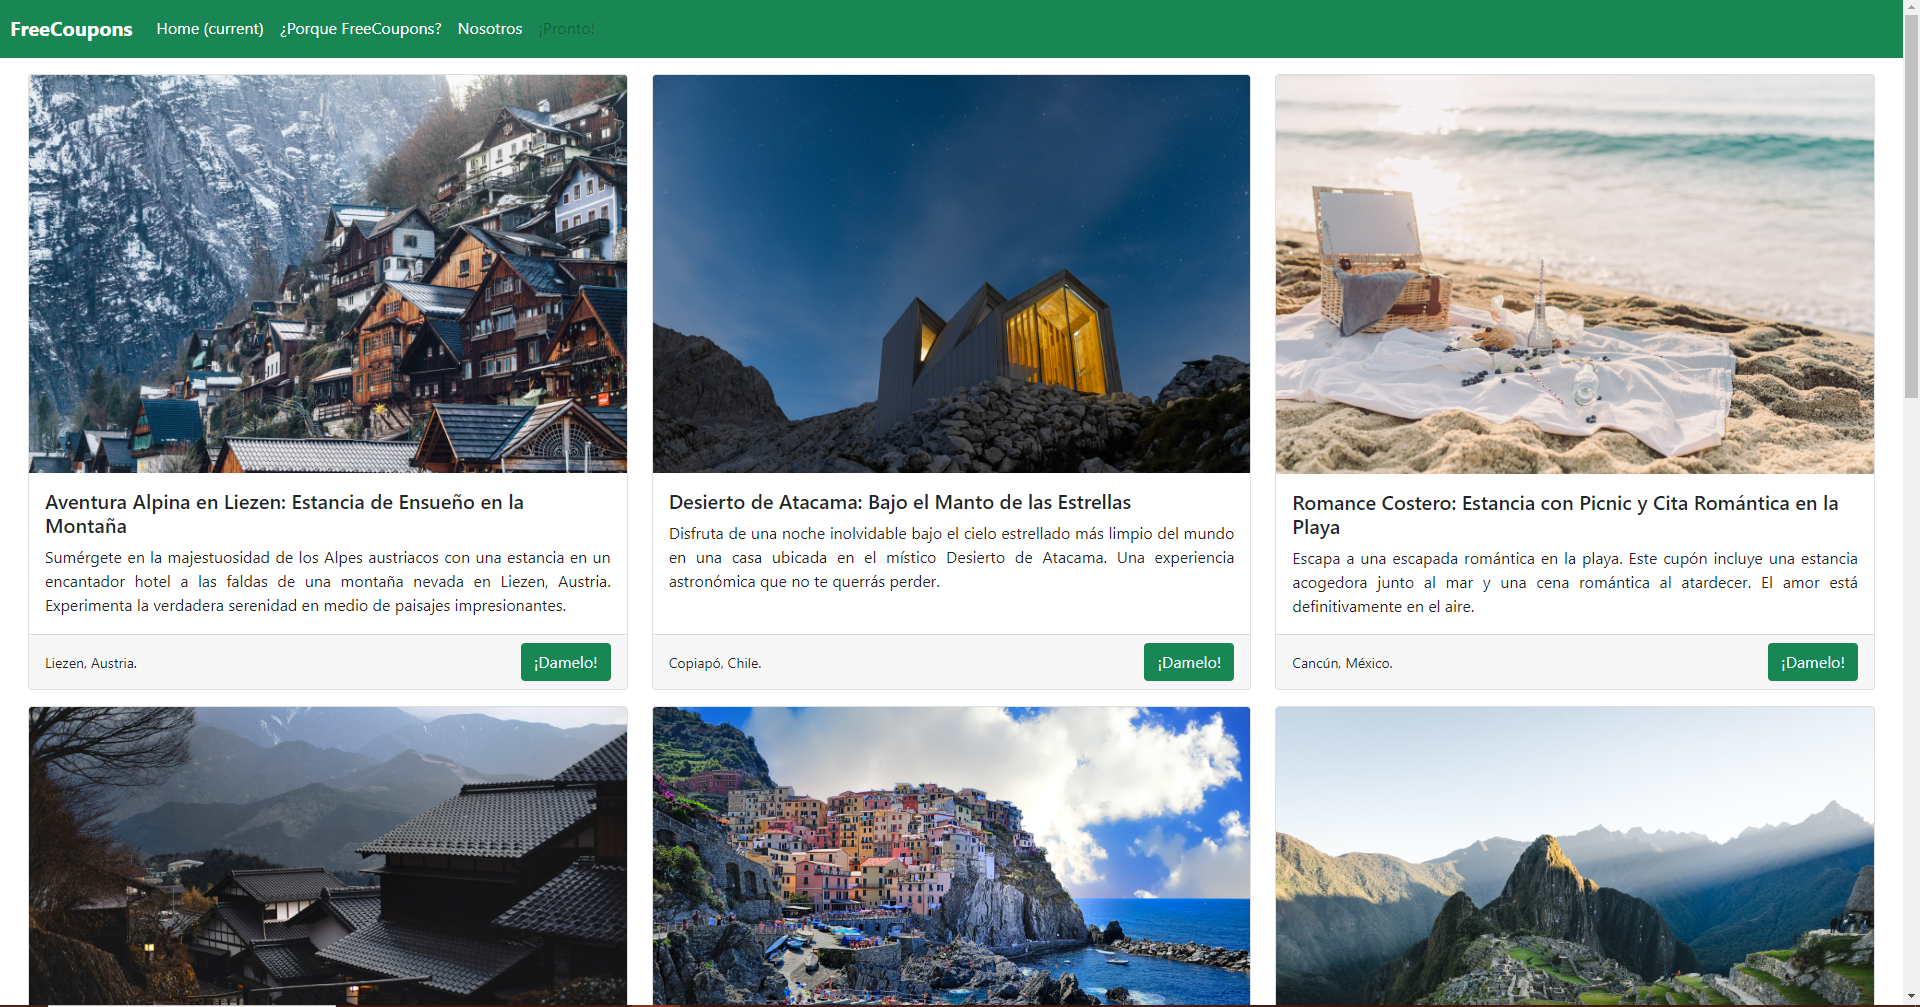 FreeCoupons Home (current) ¿Porque FreeCoupons? Nosotros ¡Pronto!
Aventura Alpina en Liezen: Estancia de Ensueño en la
Montaña
Sumérgete en la majestuosidad de los Alpes austriacos con una estancia en un
encantador hotel a las faldas de una montaña nevada en Liezen, Austria.
Experimenta la verdadera serenidad en medio de paisajes impresionantes.
Liezen, Austria.
¡Damelo!
Desierto de Atacama: Bajo el Manto de las Estrellas
Disfruta de una noche inolvidable bajo el cielo estrellado más limpio del mundo
en una casa ubicada en el místico Desierto de Atacama. Una experiencia
astronómica que no te querrás perder.
Copiapó, Chile.
¡Damelo!
Romance Costero: Estancia con Picnic y Cita Romántica en la
Playa
Escapa a una escapada romántica en la playa. Este cupón incluye una estancia
acogedora junto al mar y una cena romántica al atardecer. El amor está
definitivamente en el aire.
Cancún, México.
¡Damelo!